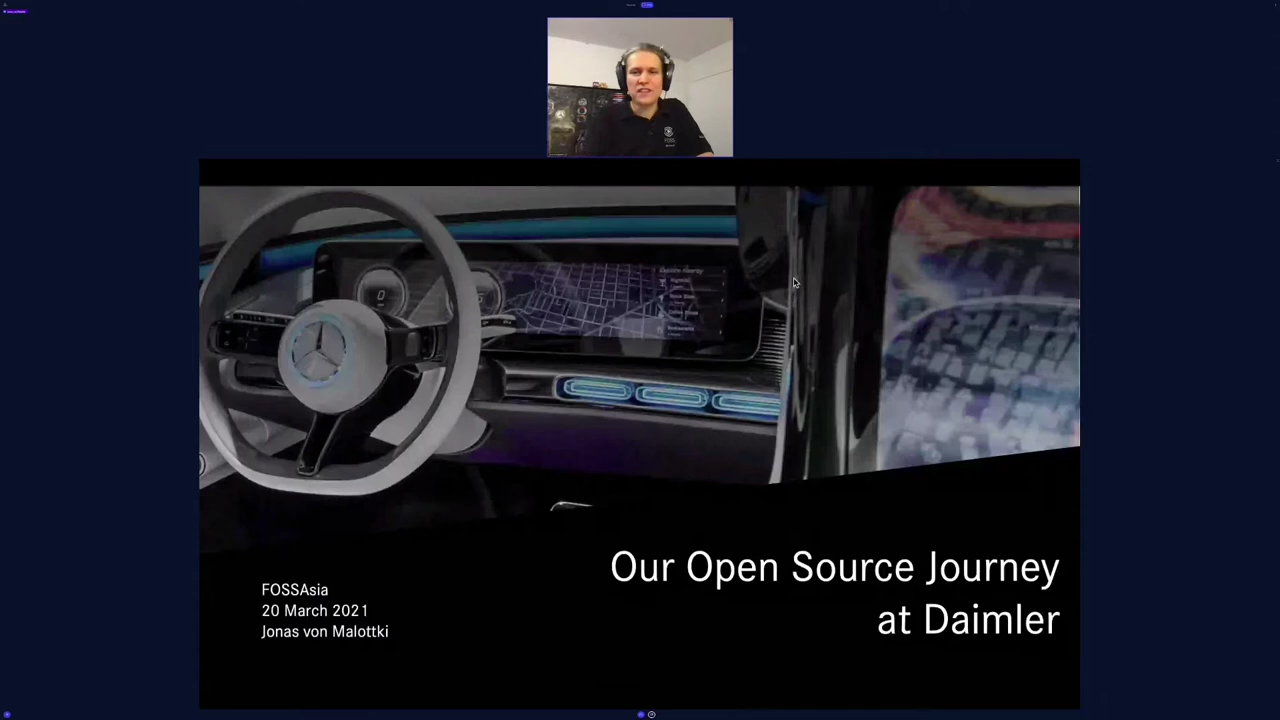 Our Open Source Journey
at Daimler
FOSSAsia
20 March 2021
Jonas von Malottki